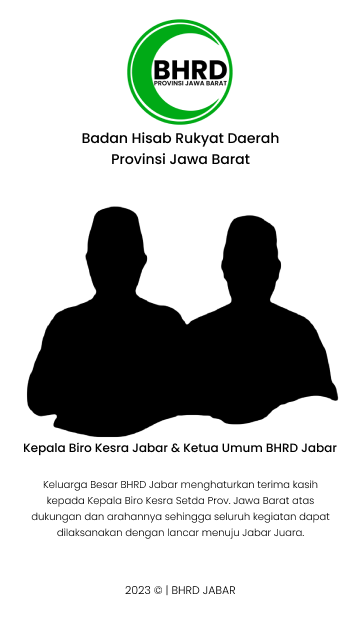 BHRD
PROVINSI JAWA BARAT
Badan Hisab Rukyat Daerah
Provinsi Jawa Barat
Kepala Biro Kesra Jabar & Ketua Umum BHRD Jabar
Keluarga Besar BHRD Jabar menghaturkan terima kasih
kepada Kepala Biro Kesra Setda Prov. Jawa Barat atas
dukungan dan arahannya sehingga seluruh kegiatan dapat
dilaksanakan dengan lancar menuju Jabar Juara.
2023 © | BHRD JABAR